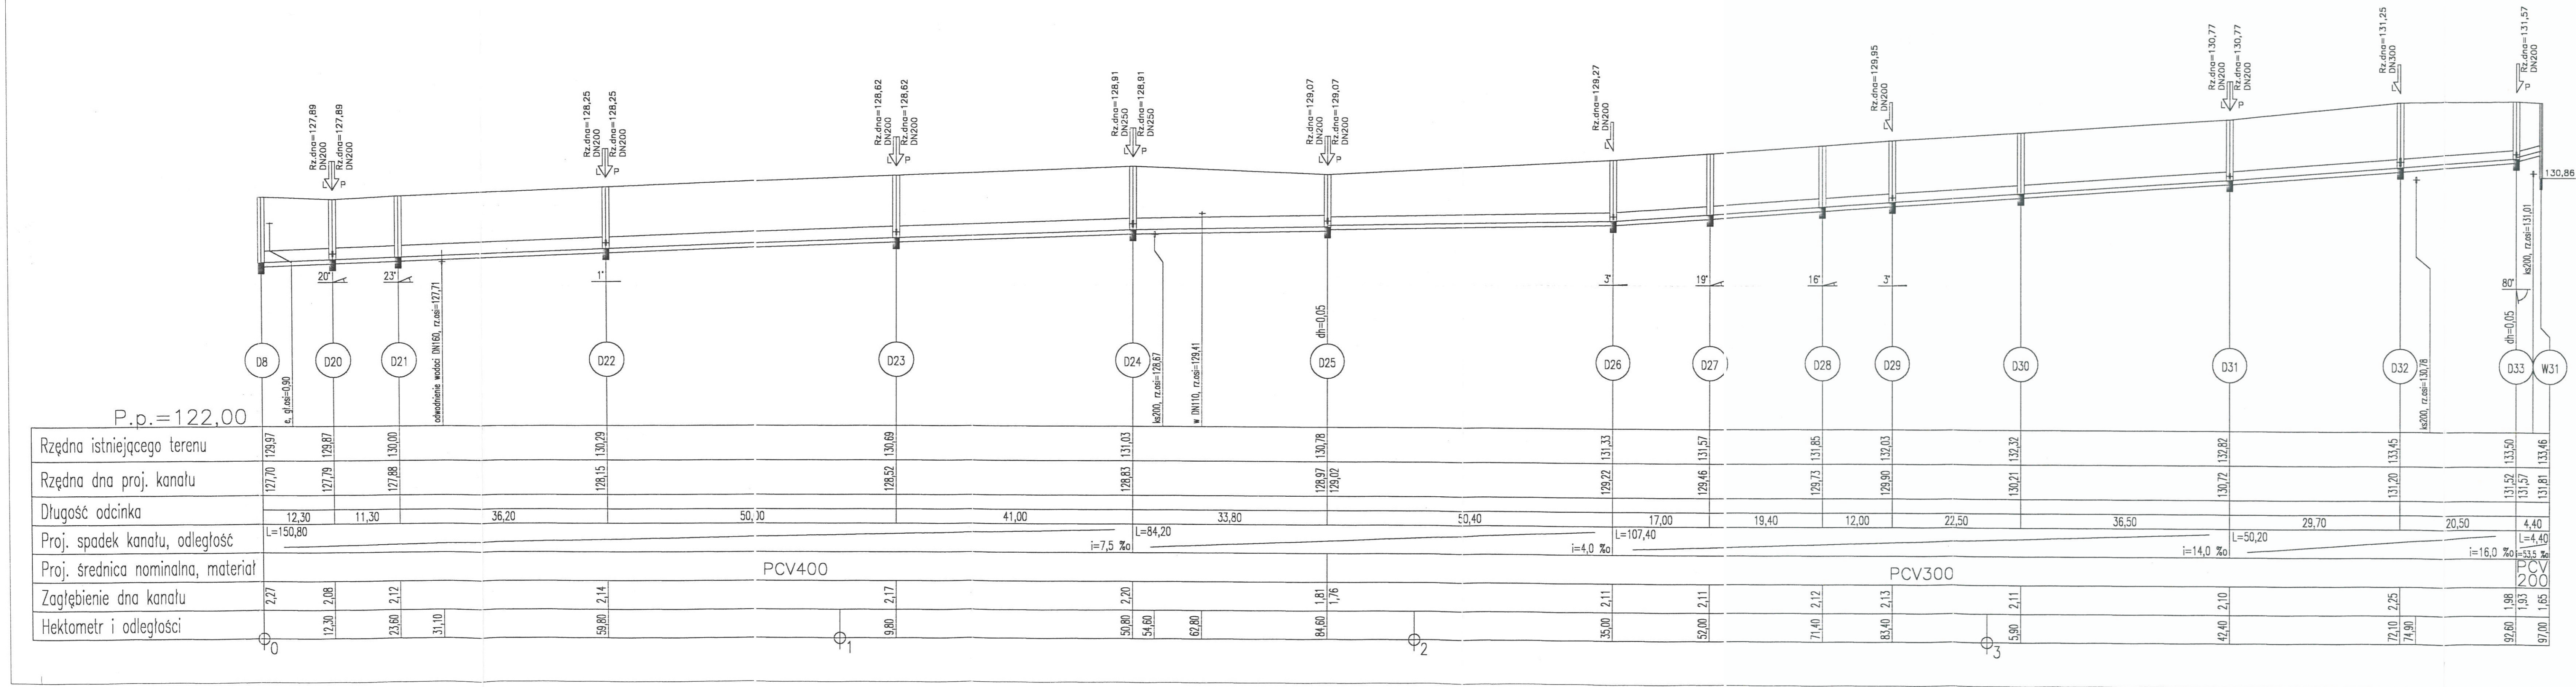 Rz.dna=127,89
DN200
Rz.dna=127,89
DN200
L P
Rz.dna=128,25
DN200
Rz.dna=128,25
DN200
L P
Rz.dna=128,62
DN200
Rz.dna=128,62
DN200
L P
Rz.dna=128,91
DN250
Rz.dna=128,91
DN250
L P
Rz.dna=129,07
DN200
Rz.dna=129,07
DN200
L P
Rz.dna=129,27
DN200
L
Rz.dna=129,95
DN200
L
Rz.dna=130,77
DN200
Rz.dna=130,77
DN200
L P
Rz.dna=131,25
DN300
L
Rz.dna=131,57
DN200
P
130,86
20° 23° 1° 3° 19° 16° 3° 80°
e, gł.osi=0,90
odwodnienie wodoci DN160, rz.osi=127,71
ks200, rz.osi=128,67
w DN110, rz.osi=129,41
dh=0,05
ks200, rz.osi=130,78
dh=0,05
ks200, rz.osi=131,01
D8 D20 D21 D22 D23 D24 D25 D26 D27 D28 D29 D30 D31 D32 D33 W31
P.p.=122,00
Rzędna istniejącego terenu 129,97 129,87 130,00 130,29 130,69 131,03 130,78 131,33 131,57 131,85 132,03 132,32 132,82 133,45 133,50 133,46
Rzędna dna proj. kanału 127,70 127,79 127,88 128,15 128,52 128,83 128,97 129,02 129,22 129,46 129,73 129,90 130,21 130,72 131,20 131,52 131,57 131,81
Długość odcinka 12,30 11,30 36,20 50,00 41,00 33,80 50,40 17,00 19,40 12,00 22,50 36,50 29,70 20,50 4,40
Proj. spadek kanału, odległość L=150,80 i=7,5 ‰ L=84,20 i=4,0 ‰ L=107,40 i=14,0 ‰ L=50,20 i=16,0 ‰ L=4,40 i=53,5 ‰
Proj. średnica nominalna, materiał PCV400 PCV300 PCV
200
Zagłębienie dna kanału 2,27 2,08 2,12 2,14 2,17 2,20 1,81 1,76 2,11 2,11 2,12 2,13 2,11 2,10 2,25 1,98 1,93 1,65
Hektometr i odległości 12,30 23,60 31,10 59,80 9,80 50,80 54,60 62,80 84,60 35,00 52,00 71,40 83,40 5,90 42,40 72,10 74,90 92,60 97,00
0 1 2 3